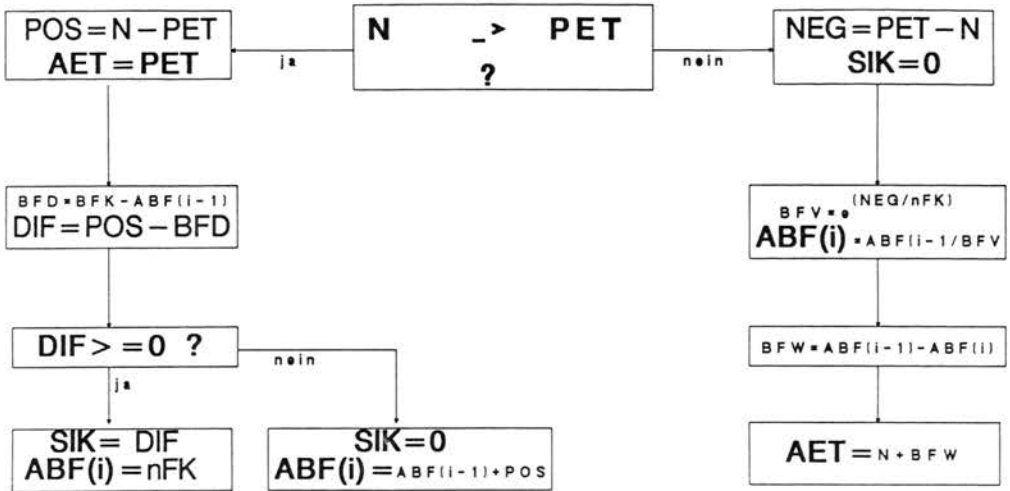 POS=N-PET
AET=PET
ja
N _> PET
?
nein
NEG=PET-N
SIK=0
BFD=BFK-ABF(i-1)
DIF=POS-BFD
BFV=e(NEG/nFK)
ABF(i)=ABF(i-1/BFV
DIF>=0 ?
nein
ja
BFW=ABF(i-1)-ABF(i)
SIK= DIF
ABF(i)=nFK
SIK=0
ABF(i)=ABF(i-1)+POS
AET=N+BFW